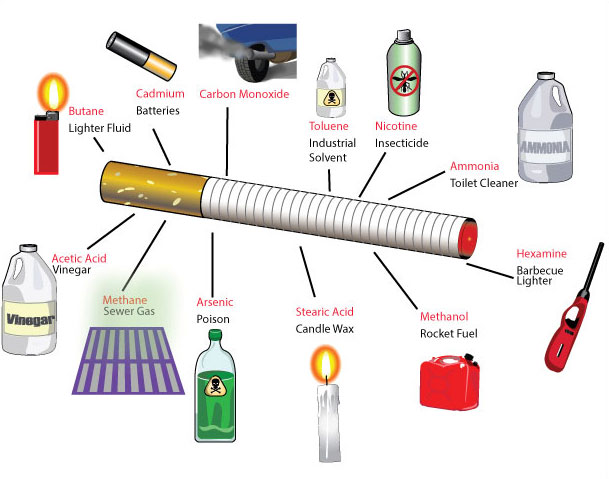 Butane
Lighter Fluid
Cadmium
Batteries
Carbon Monoxide
Toluene
Industrial
Solvent
Nicotine
Insecticide
Ammonia
Toilet Cleaner
AMMONIA
Hexamine
Barbecue
Lighter
Acetic Acid
Vinegar
Vinegar
Methane
Sewer Gas
Arsenic
Poison
Stearic Acid
Candle Wax
Methanol
Rocket Fuel